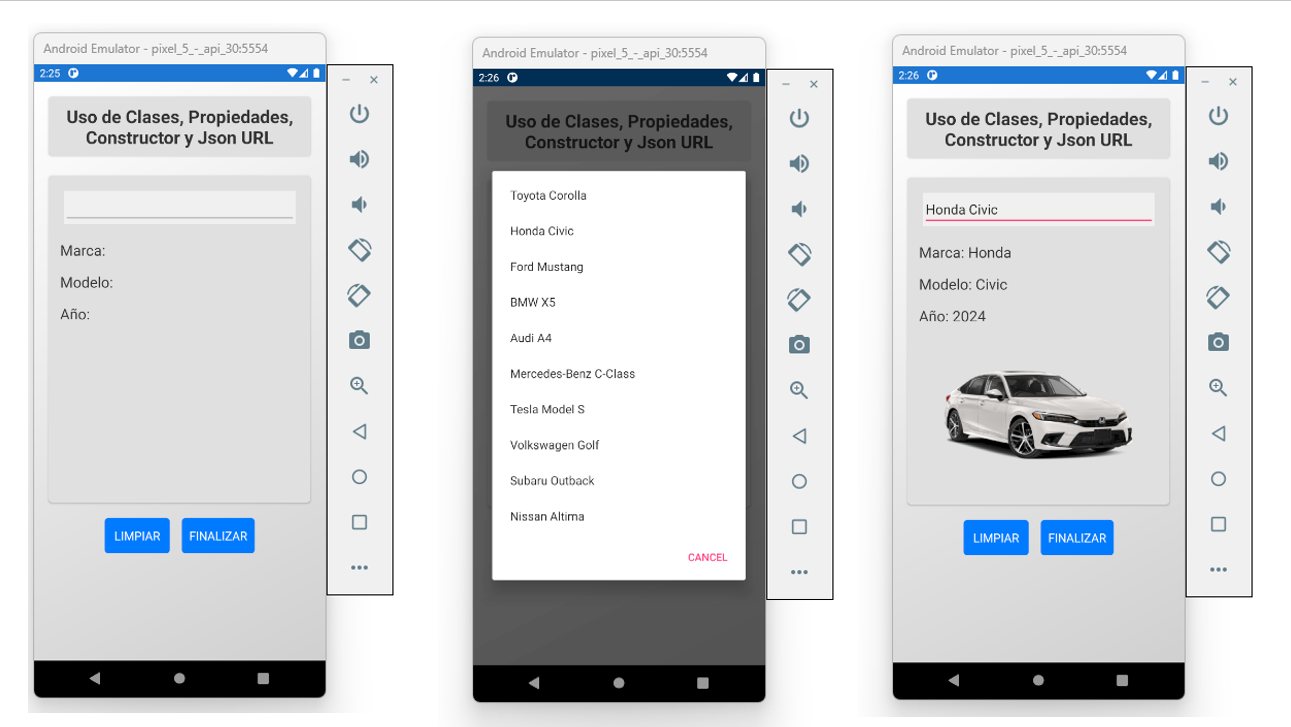 Android Emulator - pixel_5_-_api_30:5554
2:25
Uso de Clases, Propiedades,
Constructor y Json URL
Marca:
Modelo:
Año:
LIMPIAR
FINALIZAR
Android Emulator - pixel_5_-_api_30:5554
2:26
Uso de Clases, Propiedades,
Constructor y Json URL
Toyota Corolla
Honda Civic
Ford Mustang
BMW X5
Audi A4
Mercedes-Benz C-Class
Tesla Model S
Volkswagen Golf
Subaru Outback
Nissan Altima
CANCEL
Android Emulator - pixel_5_-_api_30:5554
2:26
Uso de Clases, Propiedades,
Constructor y Json URL
Honda Civic
Marca: Honda
Modelo: Civic
Año: 2024
LIMPIAR
FINALIZAR